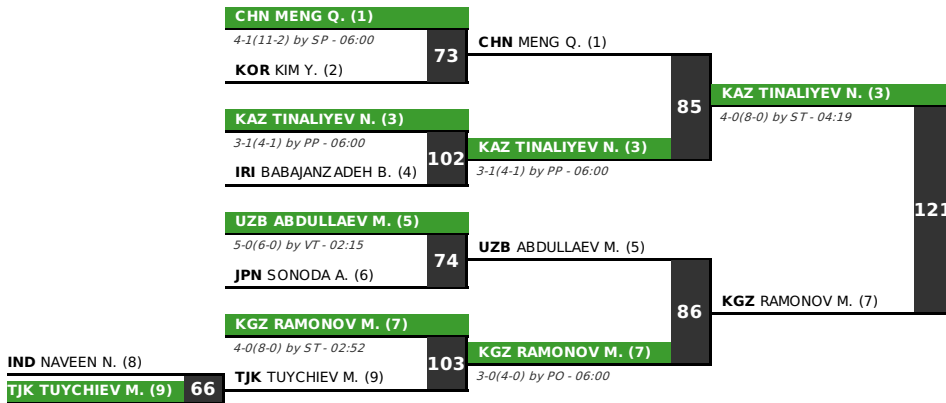 CHN MENG Q. (1)
4-1(11-2) by SP - 06:00
73
KOR KIM Y. (2)
KAZ TINALIYEV N. (3)
3-1(4-1) by PP - 06:00
102
IRI BABAJANZADEH B. (4)
UZB ABDULLAEV M. (5)
5-0(6-0) by VT - 02:15
74
JPN SONODA A. (6)
KGZ RAMONOV M. (7)
4-0(8-0) by ST - 02:52
103
TJK TUYCHIEV M. (9)
IND NAVEEN N. (8)
TJK TUYCHIEV M. (9)
66
CHN MENG Q. (1)
85
KAZ TINALIYEV N. (3)
3-1(4-1) by PP - 06:00
UZB ABDULLAEV M. (5)
86
KGZ RAMONOV M. (7)
3-0(4-0) by PO - 06:00
KAZ TINALIYEV N. (3)
4-0(8-0) by ST - 04:19
121
KGZ RAMONOV M. (7)